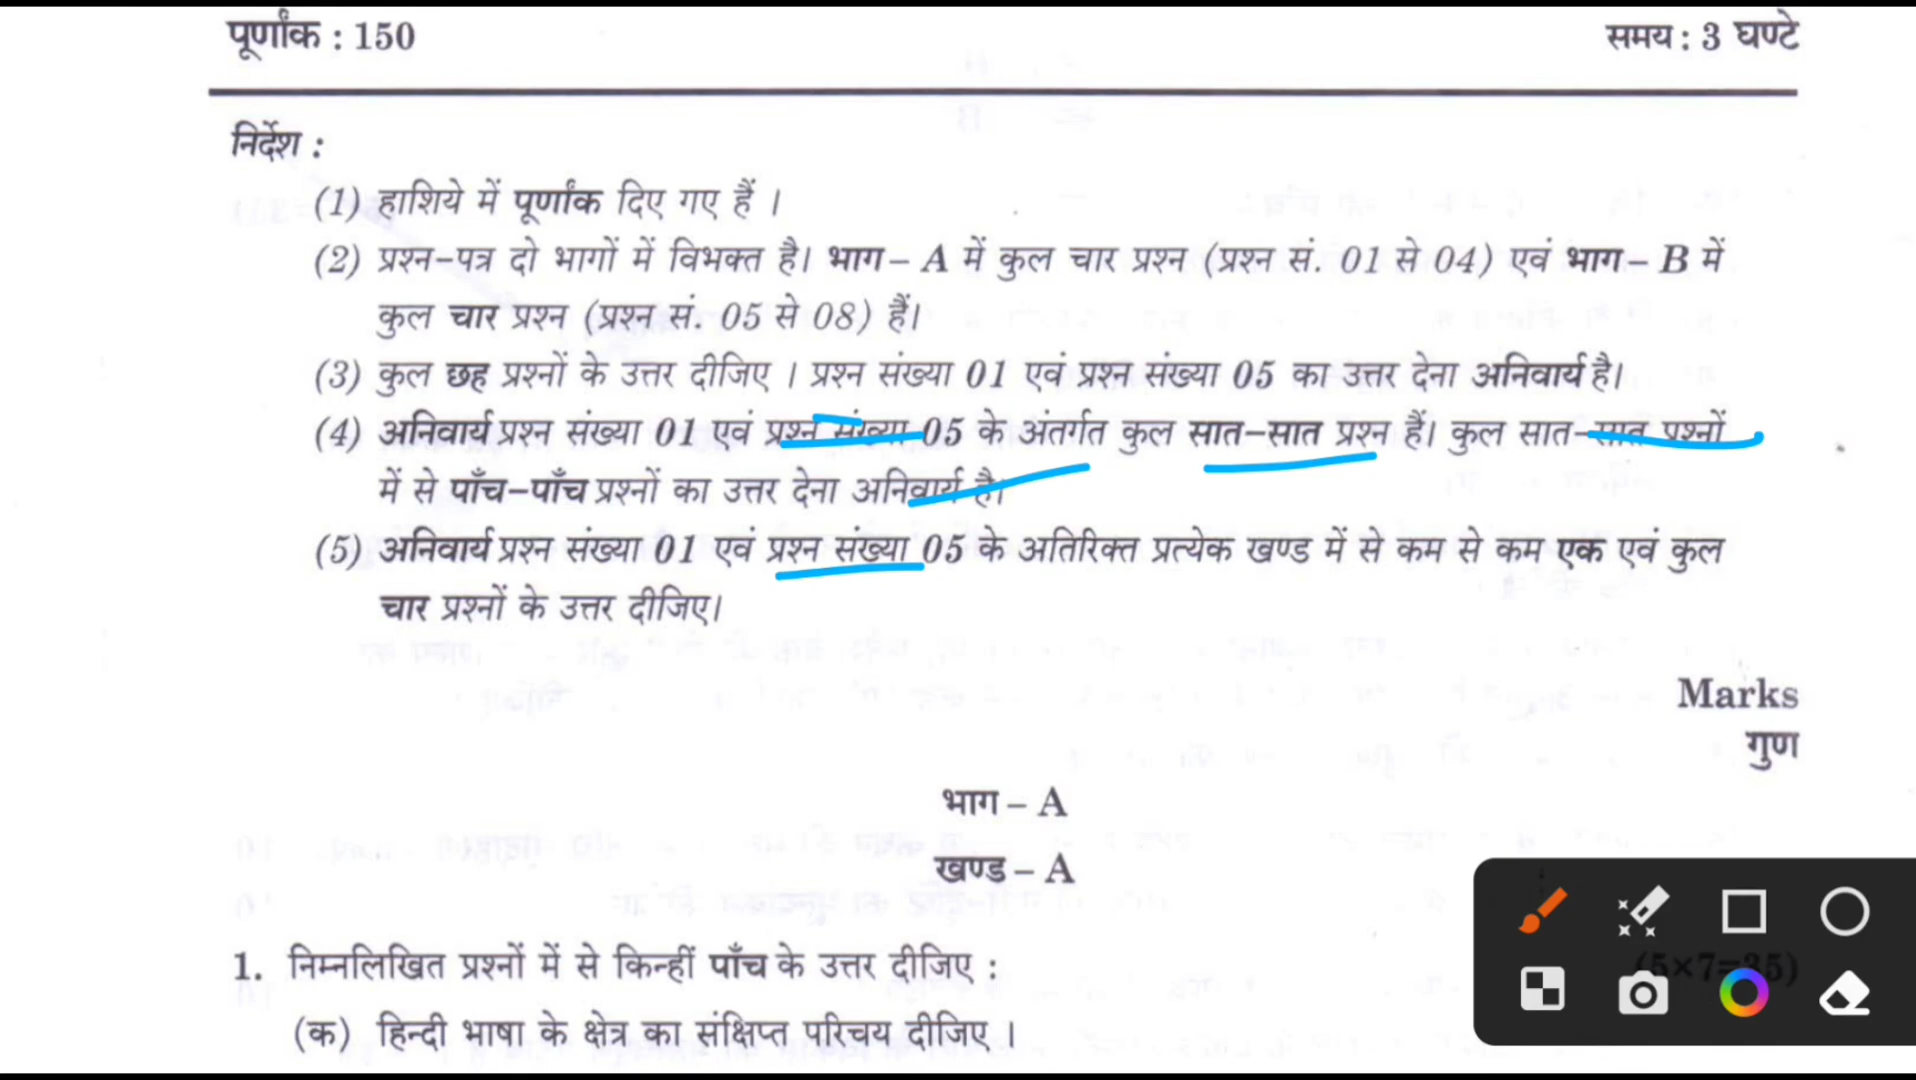 पूर्णांक : 150
समय : 3 घण्टे
निर्देश :
(1) हाशिये में पूर्णांक दिए गए हैं ।
(2) प्रश्न-पत्र दो भागों में विभक्त है। भाग – A में कुल चार प्रश्न (प्रश्न सं. 01 से 04) एवं भाग – B में
कुल चार प्रश्न (प्रश्न सं. 05 से 08) हैं।
(3) कुल छह प्रश्नों के उत्तर दीजिए । प्रश्न संख्या 01 एवं प्रश्न संख्या 05 का उत्तर देना अनिवार्य है।
(4) अनिवार्य प्रश्न संख्या 01 एवं प्रश्न संख्या 05 के अंतर्गत कुल सात-सात प्रश्न हैं। कुल सात-सात प्रश्नों
में से पाँच-पाँच प्रश्नों का उत्तर देना अनिवार्य है।
(5) अनिवार्य प्रश्न संख्या 01 एवं प्रश्न संख्या 05 के अतिरिक्त प्रत्येक खण्ड में से कम से कम एक एवं कुल
चार प्रश्नों के उत्तर दीजिए।
Marks
गुण
भाग – A
खण्ड – A
1. निम्नलिखित प्रश्नों में से किन्हीं पाँच के उत्तर दीजिए :
(5×7=35)
(क) हिन्दी भाषा के क्षेत्र का संक्षिप्त परिचय दीजिए ।